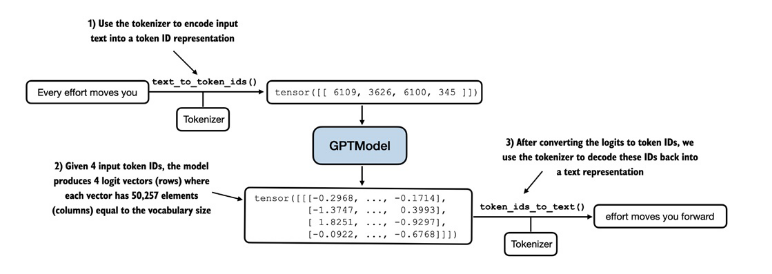 1) Use the tokenizer to encode input
text into a token ID representation
text_to_token_ids()
Every effort moves you
tensor([[ 6109, 3626, 6100, 345 ]])
Tokenizer
GPTModel
3) After converting the logits to token IDs, we
use the tokenizer to decode these IDs back into
a text representation
2) Given 4 input token IDs, the model
produces 4 logit vectors (rows) where
each vector has 50,257 elements
(columns) equal to the vocabulary size
tensor([[[-0.2968, ..., -0.1714],
[-1.3747, ..., 0.3993],
[ 1.8251, ..., -0.9297],
[-0.0922, ..., -0.6768]]])
token_ids_to_text()
effort moves you forward
Tokenizer